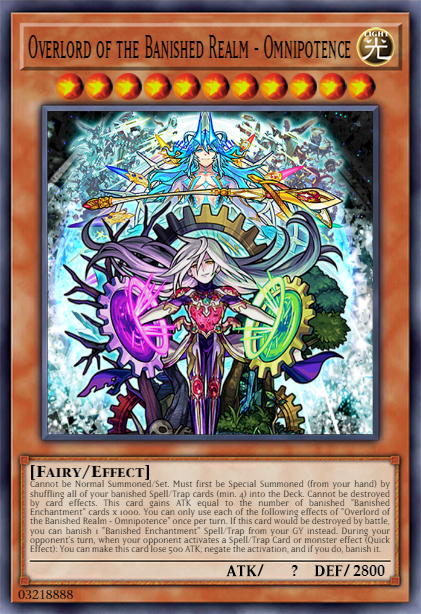 Overlord of the Banished Realm - Omnipotence
LIGHT
光
[Fairy/Effect]
Cannot be Normal Summoned/Set. Must first be Special Summoned (from your hand) by
shuffling all of your banished Spell/Trap cards (min. 4) into the Deck. Cannot be destroyed
by card effects. This card gains ATK equal to the number of banished "Banished
Enchantment" cards x 1000. You can only use each of the following effects of "Overlord of
the Banished Realm - Omnipotence" once per turn. If this card would be destroyed by battle,
you can banish 1 "Banished Enchantment" Spell/Trap from your GY instead. During your
opponent's turn, when your opponent activates a Spell/Trap Card or monster effect (Quick
Effect): You can make this card lose 500 ATK, negate the activation, and if you do, banish it.
ATK/ ? DEF/ 2800
03218888